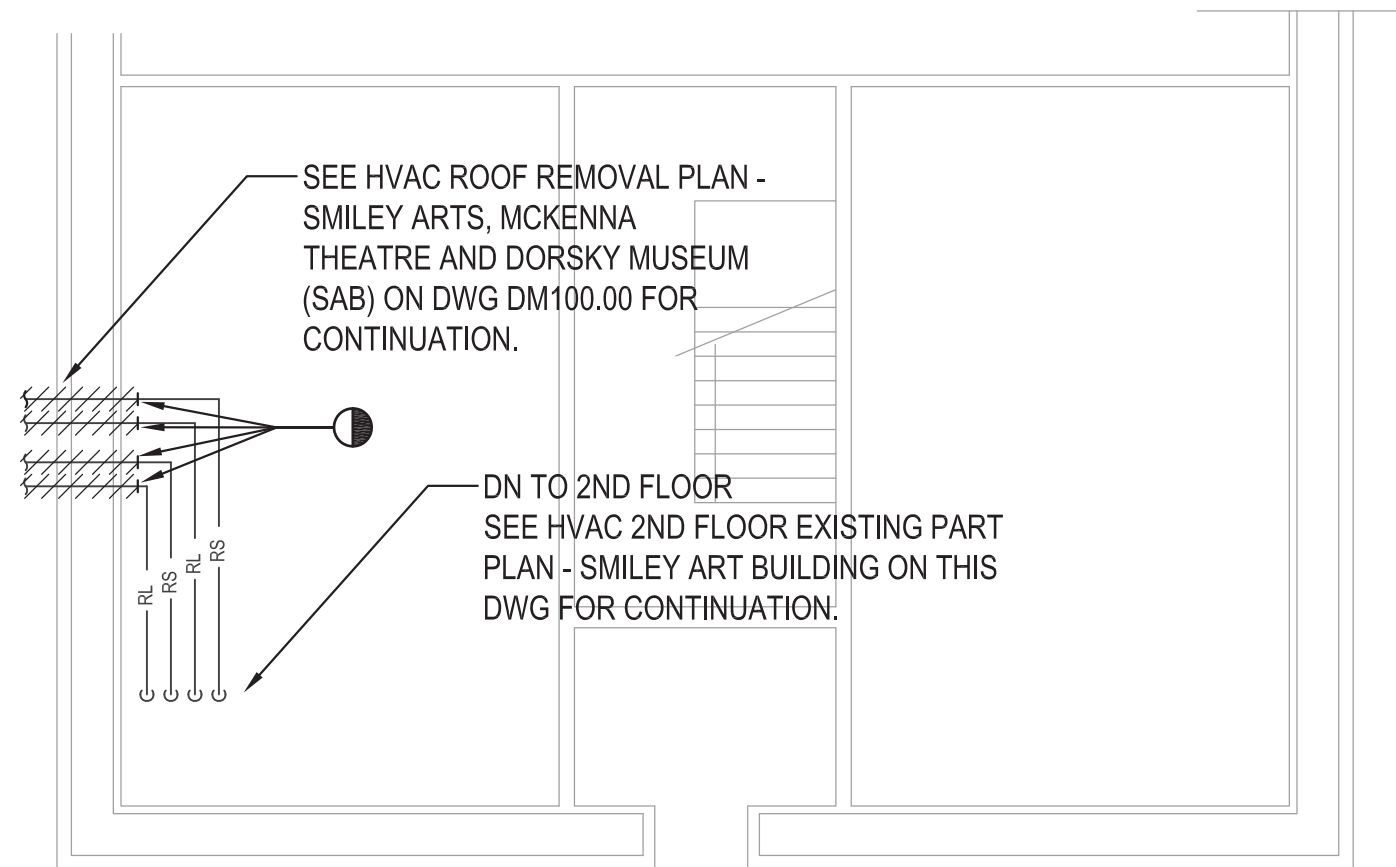 SEE HVAC ROOF REMOVAL PLAN -
SMILEY ARTS, MCKENNA
THEATRE AND DORSKY MUSEUM
(SAB) ON DWG DM100.00 FOR
CONTINUATION.
DN TO 2ND FLOOR
SEE HVAC 2ND FLOOR EXISTING PART
PLAN - SMILEY ART BUILDING ON THIS
DWG FOR CONTINUATION.
RL
RS
RL
RS